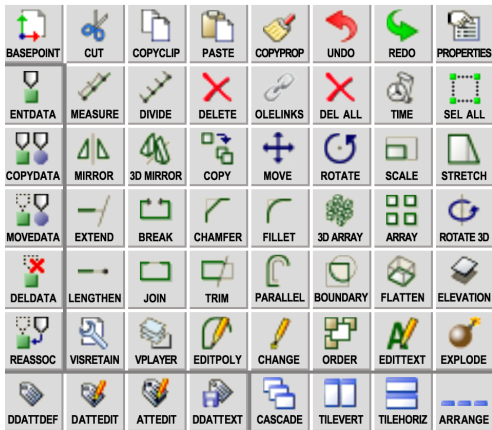 BASEPOINT CUT COPYCLIP PASTE COPYPROP UNDO REDO PROPERTIES
ENTDATA MEASURE DIVIDE DELETE OLELINKS DEL ALL TIME SEL ALL
COPYDATA MIRROR 3D MIRROR COPY MOVE ROTATE SCALE STRETCH
MOVEDATA EXTEND BREAK CHAMFER FILLET 3D ARRAY ARRAY ROTATE 3D
DELDATA LENGTHEN JOIN TRIM PARALLEL BOUNDARY FLATTEN ELEVATION
REASSOC VISRETAIN VPLAYER EDITPOLY CHANGE ORDER EDITTEXT EXPLODE
DDATTDEF DATTEDIT ATTEDIT DDATTEXT CASCADE TILEVERT TILEHORIZ ARRANGE